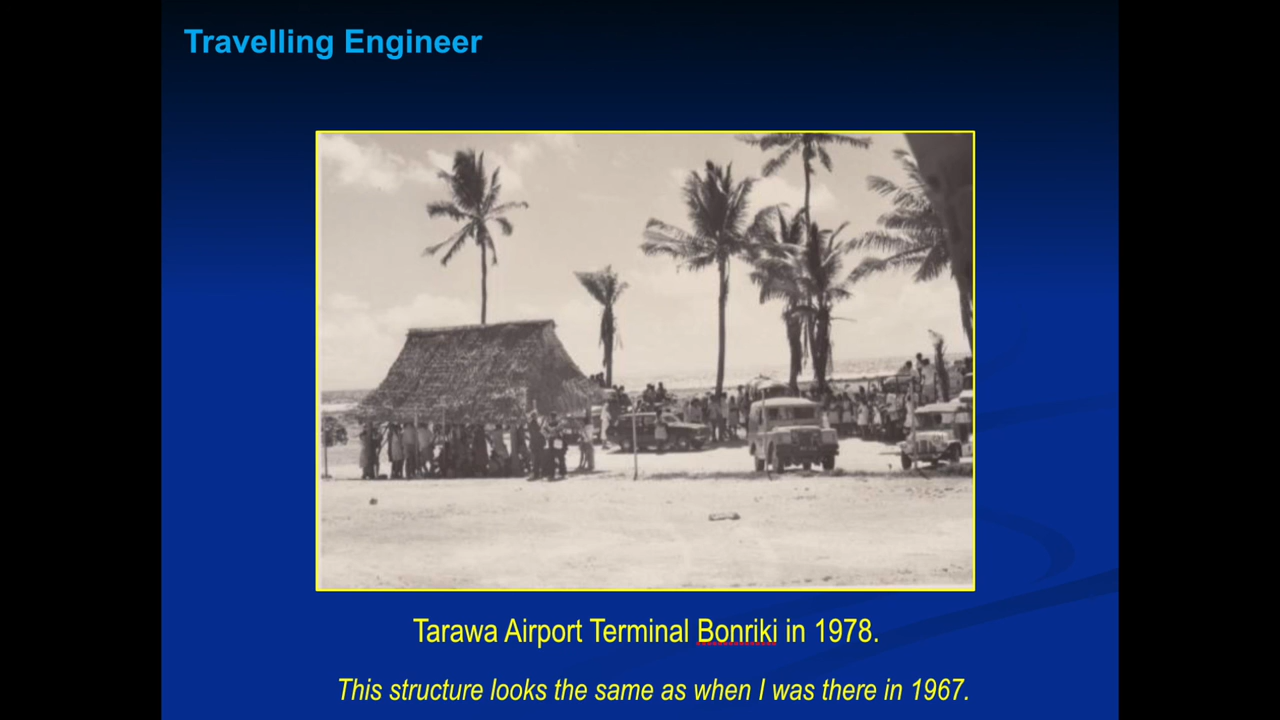 Travelling Engineer
Tarawa Airport Terminal Bonriki in 1978.
This structure looks the same as when I was there in 1967.